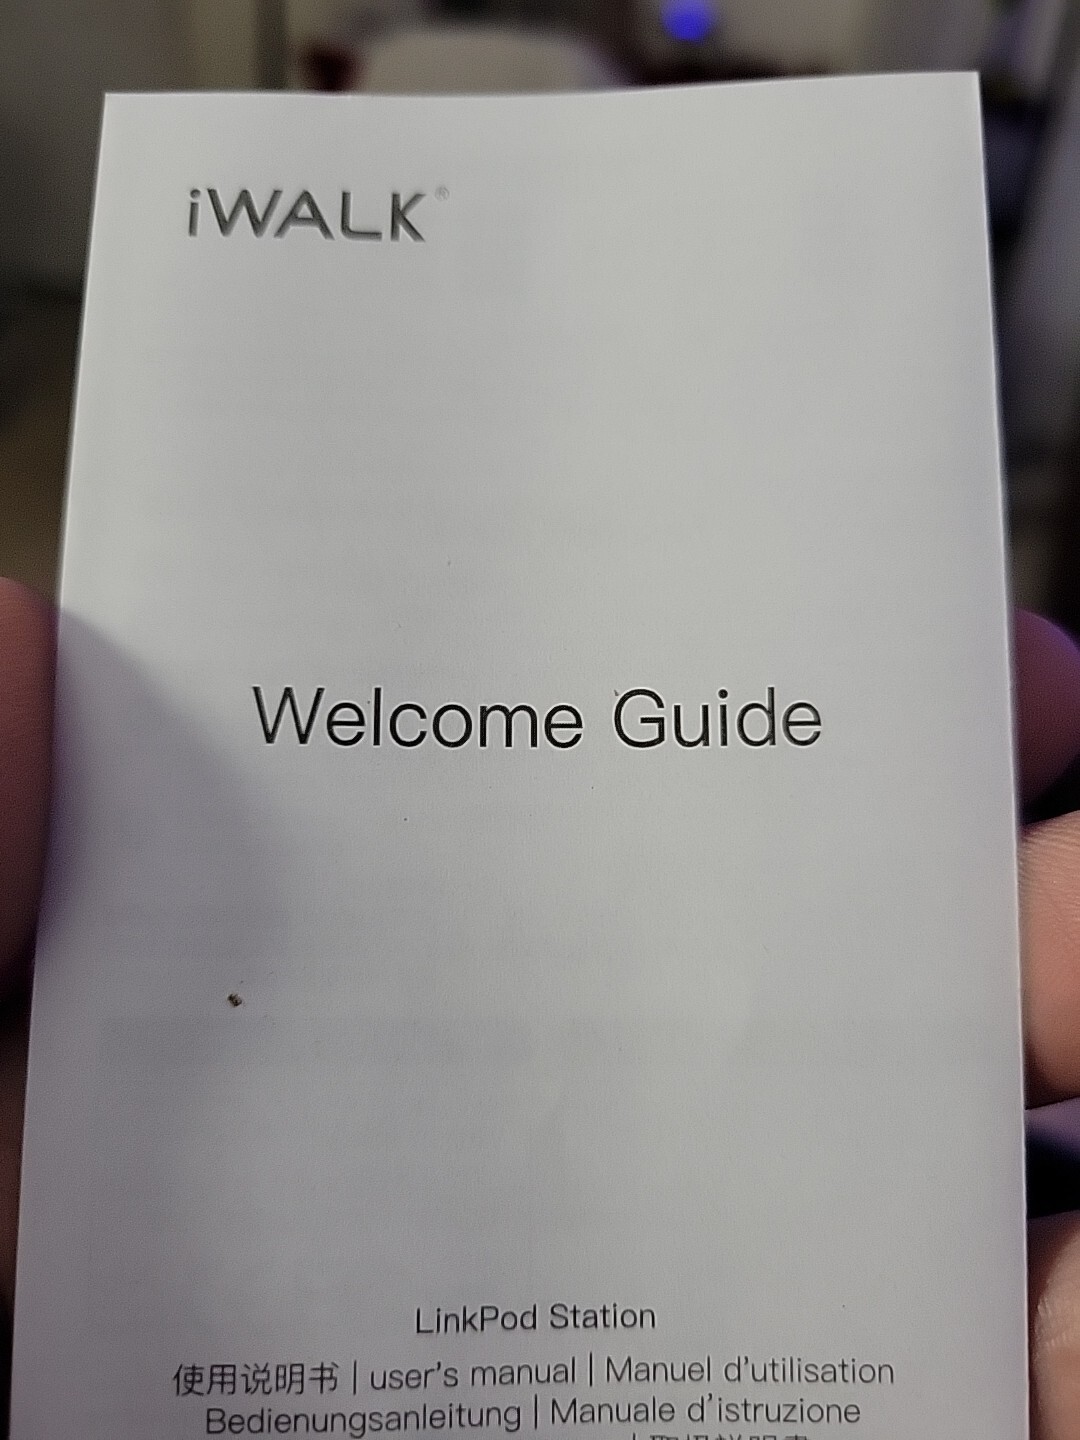 iWALK®
Welcome Guide
LinkPod Station
使用说明书 | user's manual | Manuel d'utilisation
Bedienungsanleitung | Manuale d'istruzione